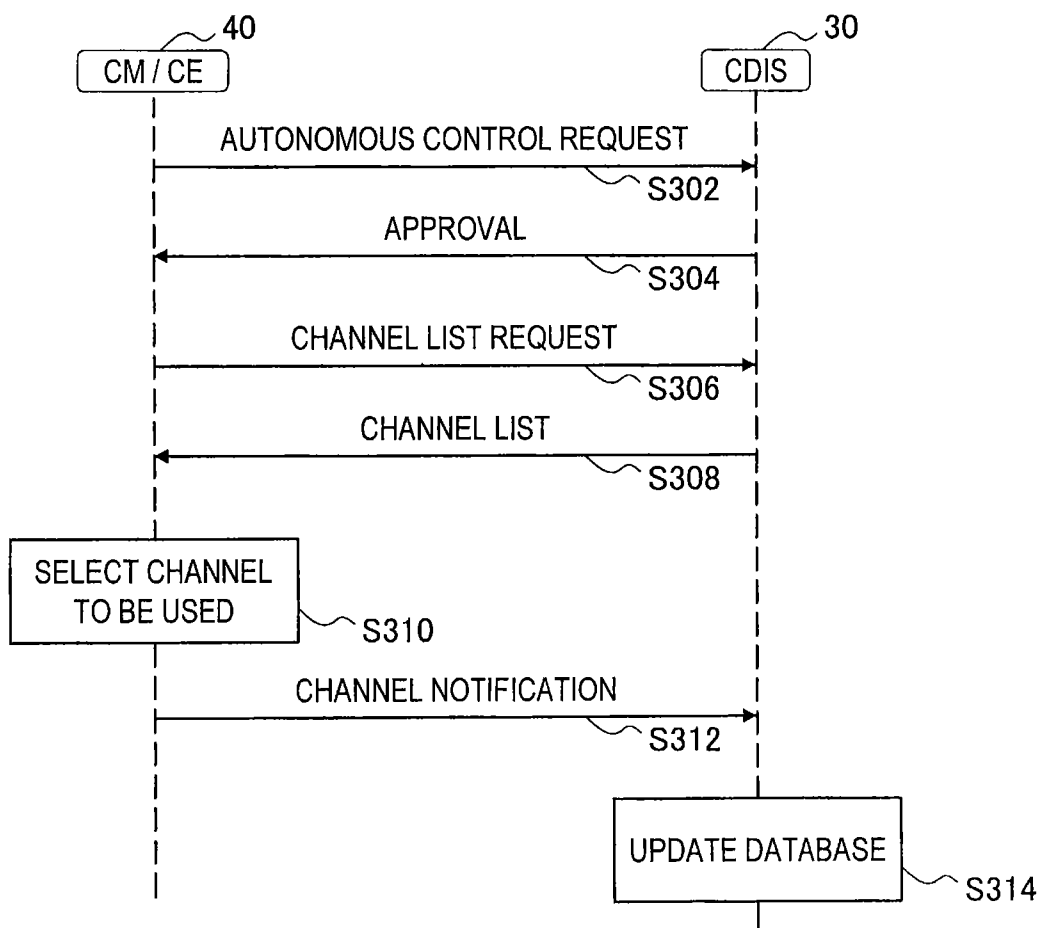 40
30
CM / CE
CDIS
AUTONOMOUS CONTROL REQUEST
S302
APPROVAL
S304
CHANNEL LIST REQUEST
S306
CHANNEL LIST
S308
SELECT CHANNEL
TO BE USED
S310
CHANNEL NOTIFICATION
S312
UPDATE DATABASE
S314